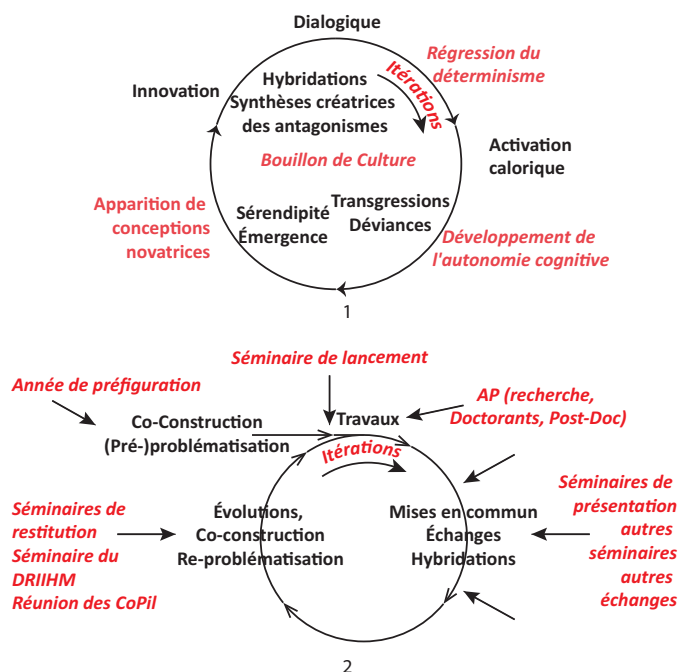 Dialogique
Régression du
déterminisme
Itérations
Hybridations
Synthèses créatrices
des antagonismes
Innovation
Activation
calorique
Bouillon de Culture
Transgressions
Déviances
Sérendipité
Émergence
Apparition de
conceptions
novatrices
Développement de
l'autonomie cognitive
1
Séminaire de lancement
Année de préfiguration
AP (recherche,
Doctorants, Post-Doc)
Co-Construction
(Pré-)problématisation
Travaux
Itérations
Séminaires de
restitution
Séminaire du
DRIIHM
Réunion des CoPil
Évolutions,
Co-construction
Re-problématisation
Mises en commun
Échanges
Hybridations
Séminaires de
présentation
autres
séminaires
autres
échanges
2